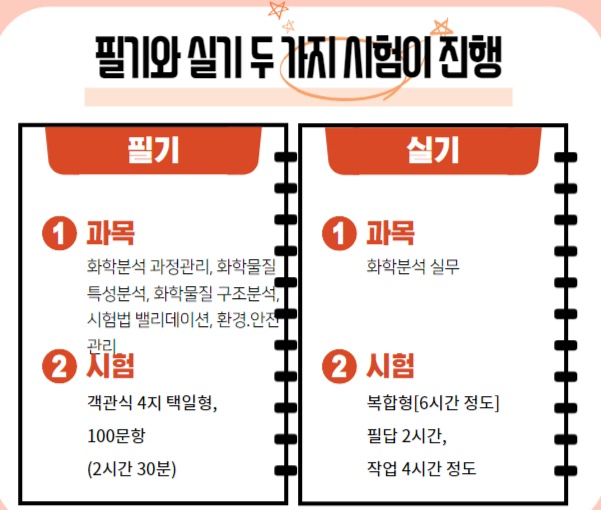 필기와 실기 두 가지 시험이 진행
필기
1 과목
화학분석 과정관리, 화학물질
특성분석, 화학물질 구조분석,
시험법 밸리데이션, 환경.안전
관리
2 시험
객관식 4지 택일형,
100문항
(2시간 30분)
실기
1 과목
화학분석 실무
2 시험
복합형[6시간 정도]
필답 2시간,
작업 4시간 정도